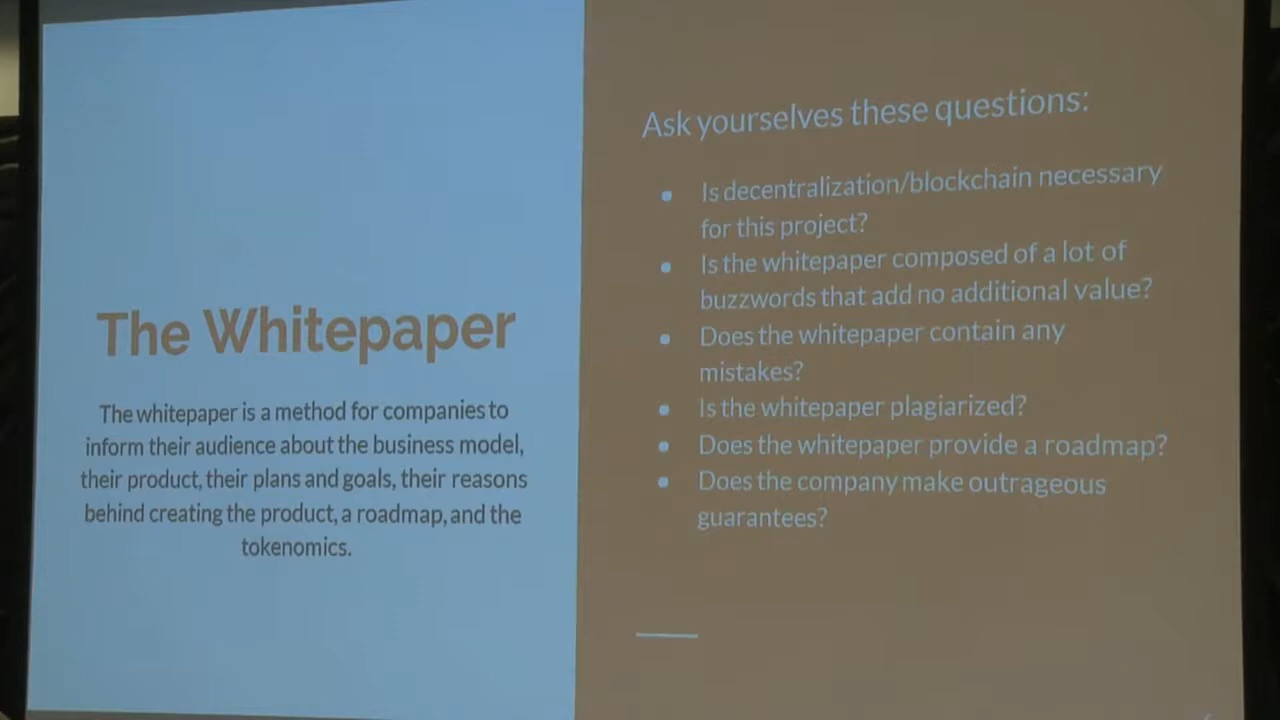 The Whitepaper
The whitepaper is a method for companies to
inform their audience about the business model,
their product, their plans and goals, their reasons
behind creating the product, a roadmap, and the
tokenomics.
Ask yourselves these questions:
Is decentralization/blockchain necessary
for this project?
Is the whitepaper composed of a lot of
buzzwords that add no additional value?
Does the whitepaper contain any
mistakes?
Is the whitepaper plagiarized?
Does the whitepaper provide a roadmap?
Does the company make outrageous
guarantees?